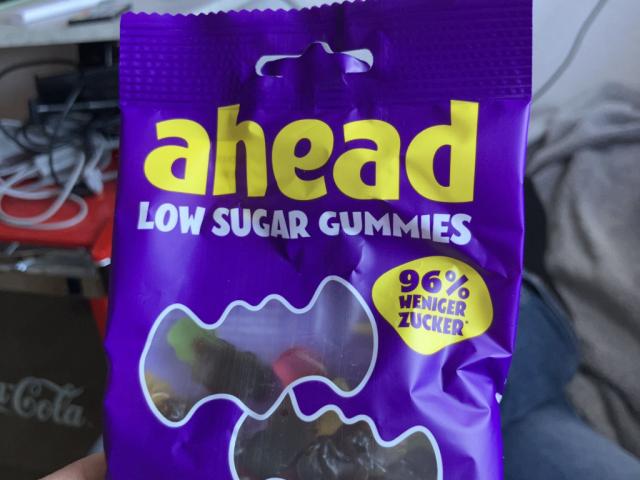 ahead
LOW SUGAR GUMMIES
96%
WENIGER
ZUCKER*
Coca-Cola